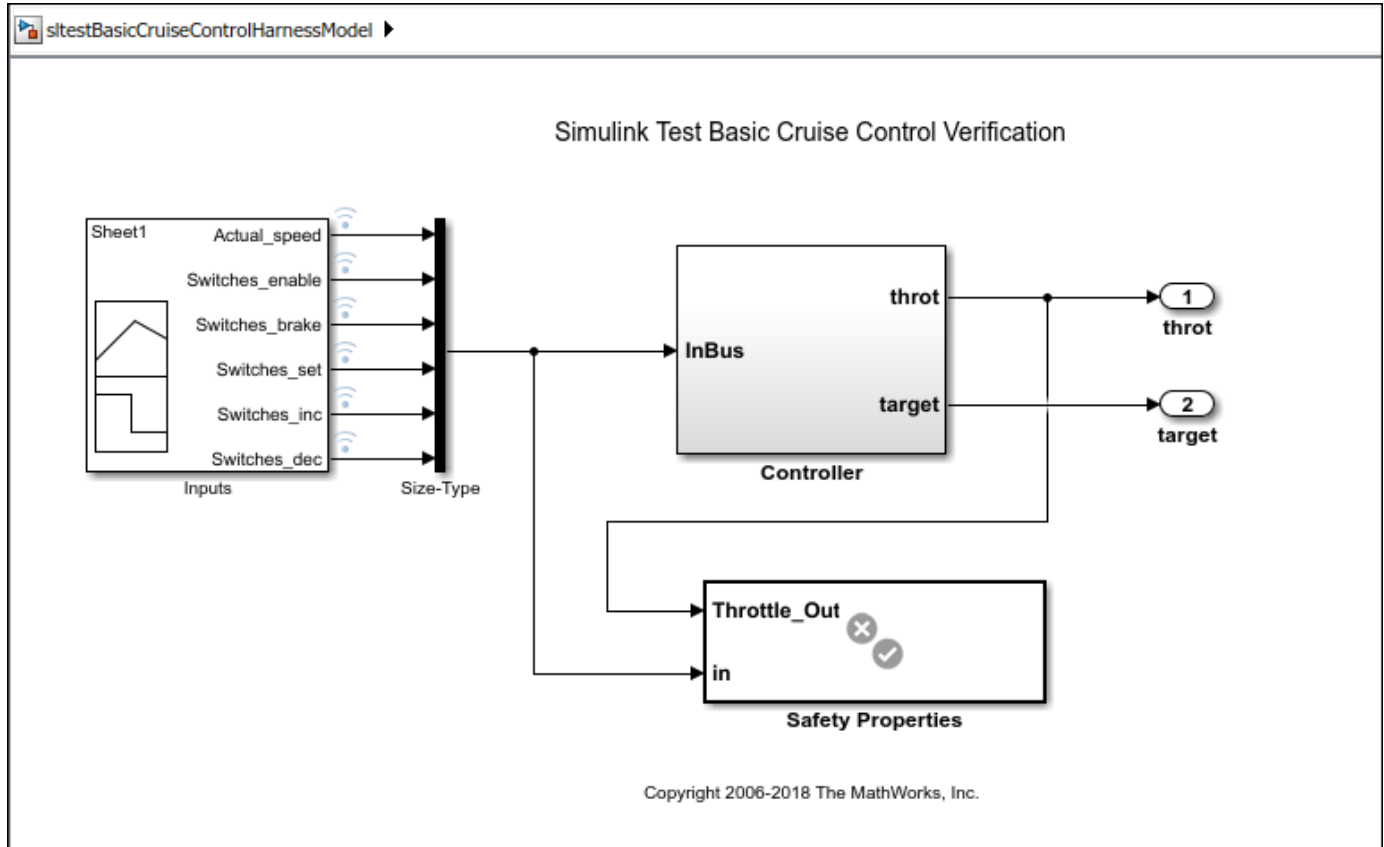 sltestBasicCruiseControlHarnessModel
Simulink Test Basic Cruise Control Verification
Sheet1
Actual_speed
Switches_enable
Switches_brake
Switches_set
Switches_inc
Switches_dec
Inputs
Size-Type
InBus
throt
target
Controller
1
throt
2
target
Throttle_Out
in
Safety Properties
Copyright 2006-2018 The MathWorks, Inc.